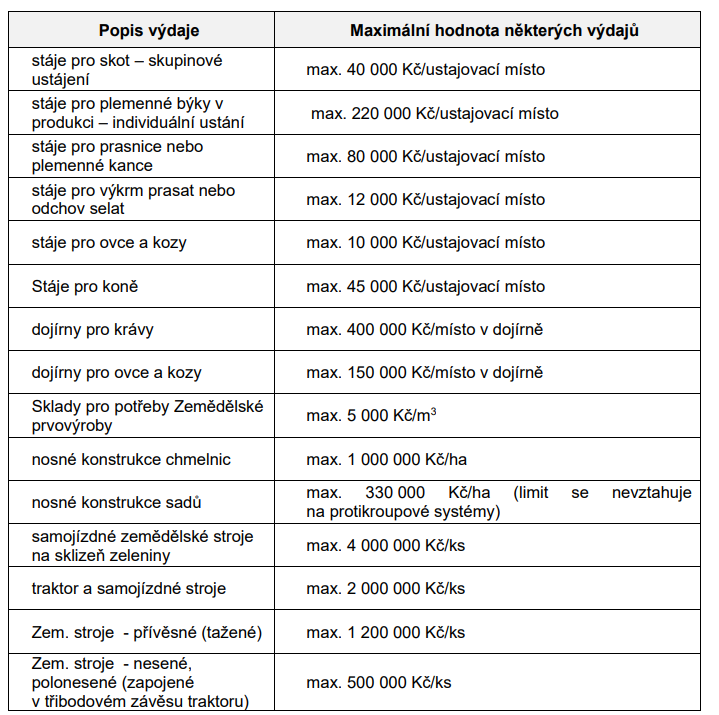 Popis výdaje
Maximální hodnota některých výdajů
stáje pro skot – skupinové
ustájení
max. 40 000 Kč/ustajovací místo
stáje pro plemenné býky v
produkci – individuální ustání
max. 220 000 Kč/ustajovací místo
stáje pro prasnice nebo
plemenné kance
max. 80 000 Kč/ustajovací místo
stáje pro výkrm prasat nebo
odchov selat
max. 12 000 Kč/ustajovací místo
stáje pro ovce a kozy
max. 10 000 Kč/ustajovací místo
Stáje pro koně
max. 45 000 Kč/ustajovací místo
dojírny pro krávy
max. 400 000 Kč/místo v dojírně
dojírny pro ovce a kozy
max. 150 000 Kč/místo v dojírně
Sklady pro potřeby Zemědělské
prvovýroby
max. 5 000 Kč/m³
nosné konstrukce chmelnic
max. 1 000 000 Kč/ha
nosné konstrukce sadů
max. 330 000 Kč/ha (limit se nevztahuje
na protikroupové systémy)
samojízdné zemědělské stroje
na sklizeň zeleniny
max. 4 000 000 Kč/ks
traktor a samojízdné stroje
max. 2 000 000 Kč/ks
Zem. stroje - přívěsné (tažené)
max. 1 200 000 Kč/ks
Zem. stroje - nesené,
polonesené (zapojené
v tříbodovém závěsu traktoru)
max. 500 000 Kč/ks